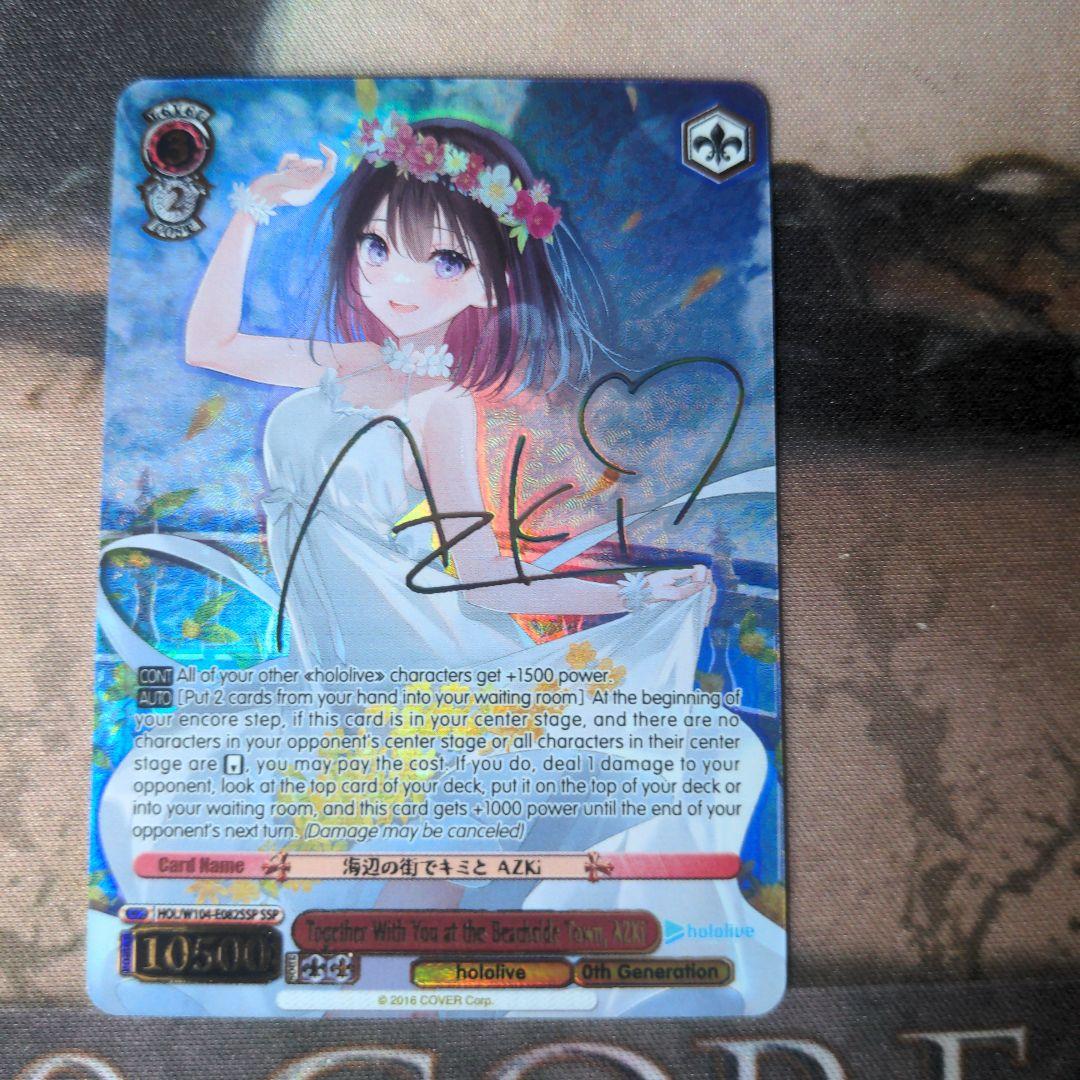 LEVEL
3
2
COST
AZKi
CONT All of your other «hololive» characters get +1500 power.
AUTO [Put 2 cards from your hand into your waiting room] At the beginning of
your encore step, if this card is in your center stage, and there are no
characters in your opponent's center stage or all characters in their center
stage are , you may pay the cost. If you do, deal 1 damage to your
opponent, look at the top card of your deck, put it on the top of your deck or
into your waiting room, and this card gets +1000 power until the end of your
opponent's next turn. (Damage may be canceled)
Card Name 海辺の街でキミと AZKi
HOL/W104-E082SSP SSP
10500
Together With You at the Beachside Town, AZKi
hololive
hololive
0th Generation
© 2016 COVER Corp.
CORE